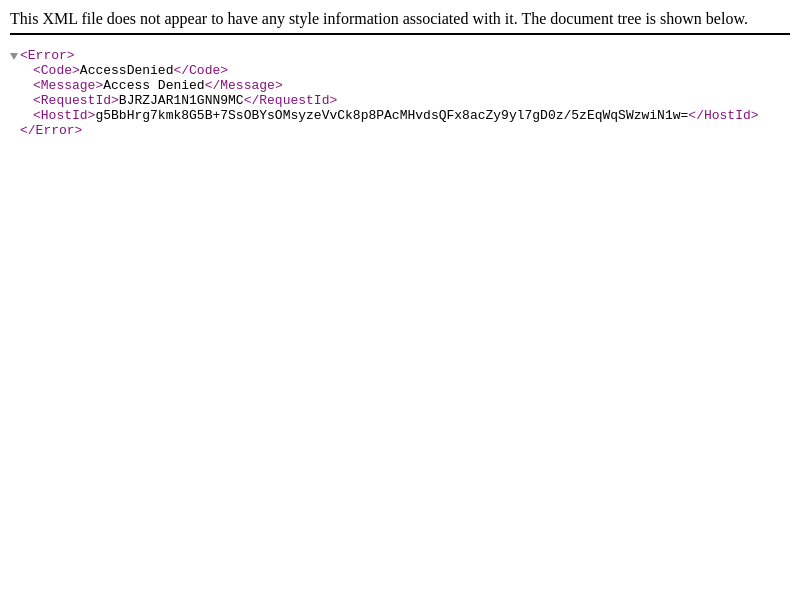 This XML file does not appear to have any style information associated with it. The document tree is shown below.
<Error>
<Code>AccessDenied</Code>
<Message>Access Denied</Message>
<RequestId>BJRZJAR1N1GNN9MC</RequestId>
<HostId>g5BbHrg7kmk8G5B+7SsOBYsOMsyzeVvCk8p8PAcMHvdsQFx8acZy9yl7gD0z/5zEqWqSWzwiN1w=</HostId>
</Error>